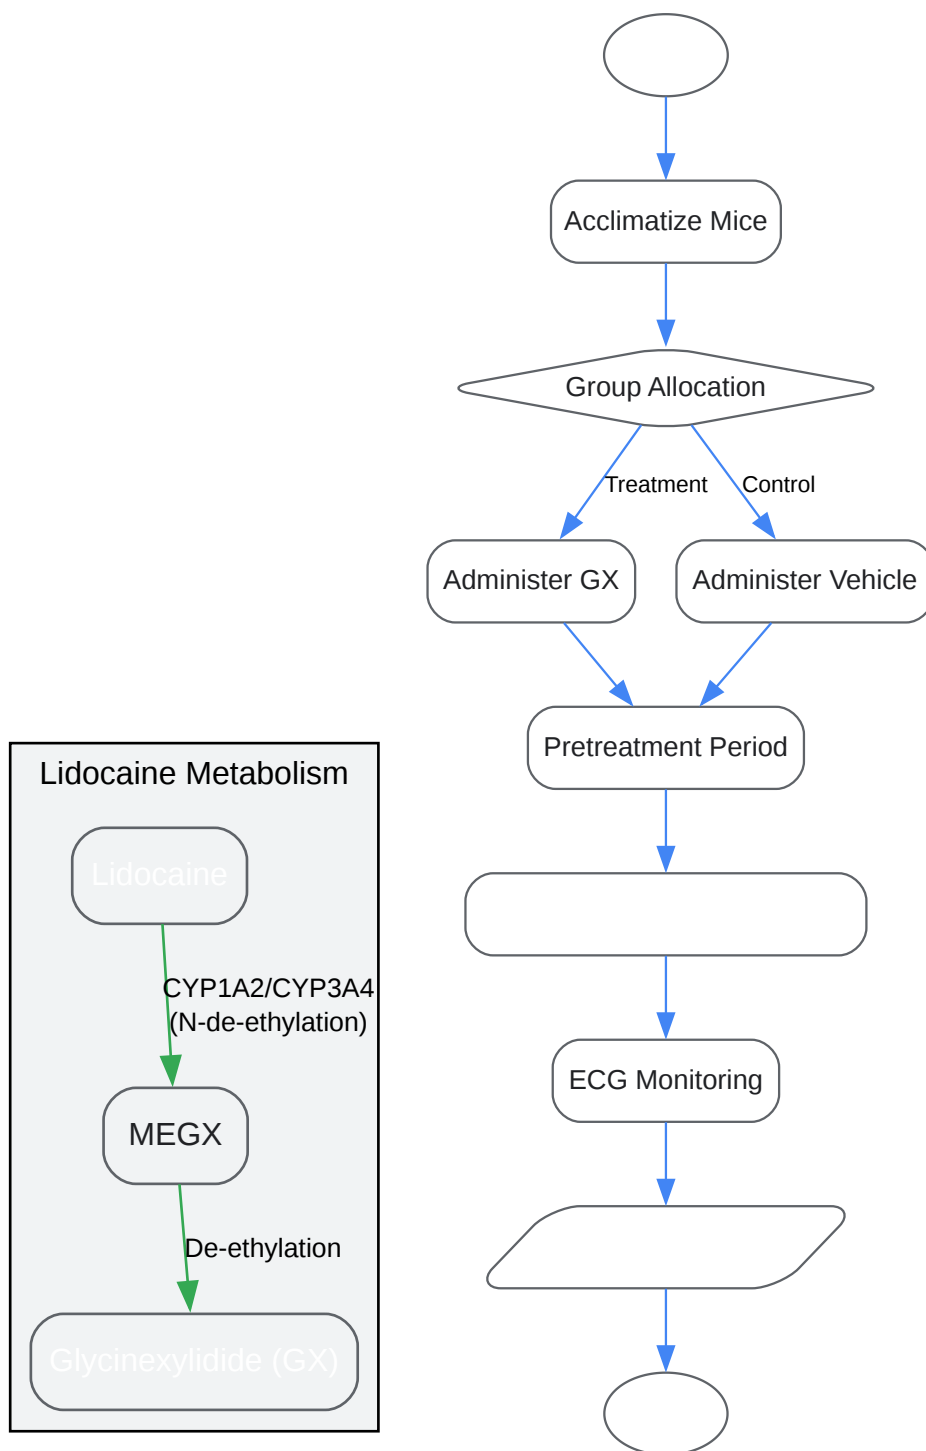 Acclimatize Mice
Group Allocation
Treatment
Control
Administer GX
Administer Vehicle
Pretreatment Period
ECG Monitoring
Lidocaine Metabolism
Lidocaine
CYP1A2/CYP3A4
(N-de-ethylation)
MEGX
De-ethylation
Glycinexylidide (GX)